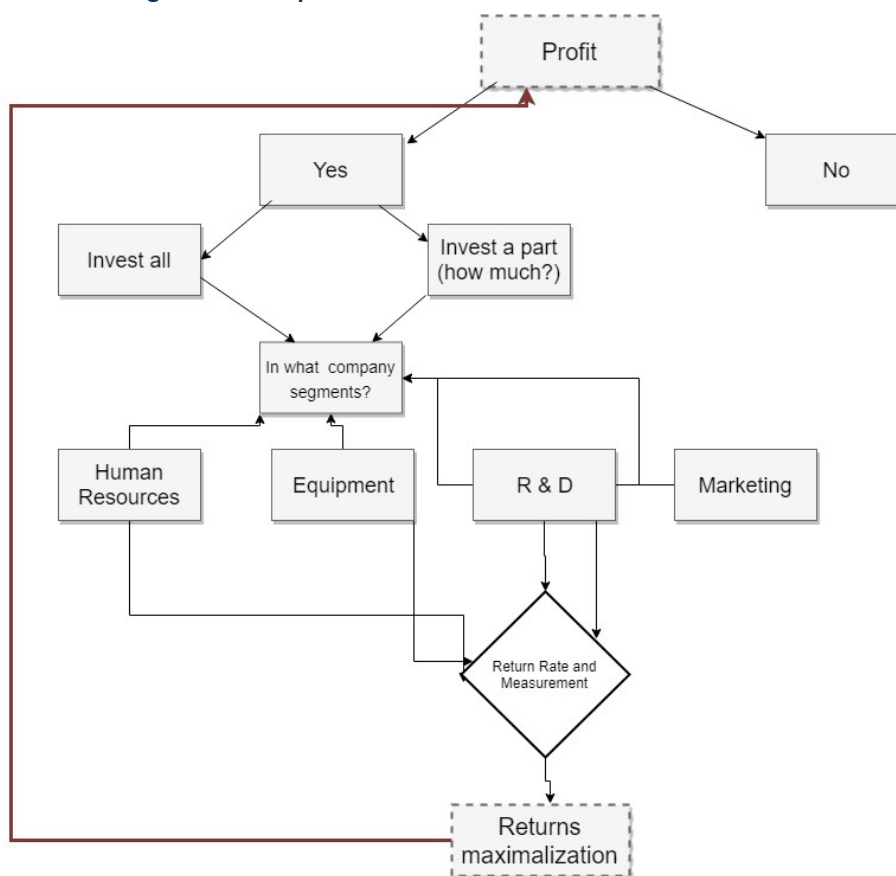 Profit
Yes
No
Invest all
Invest a part
(how much?)
In what company
segments?
Human
Resources
Equipment
R & D
Marketing
Return Rate and
Measurement
Returns
maximalization